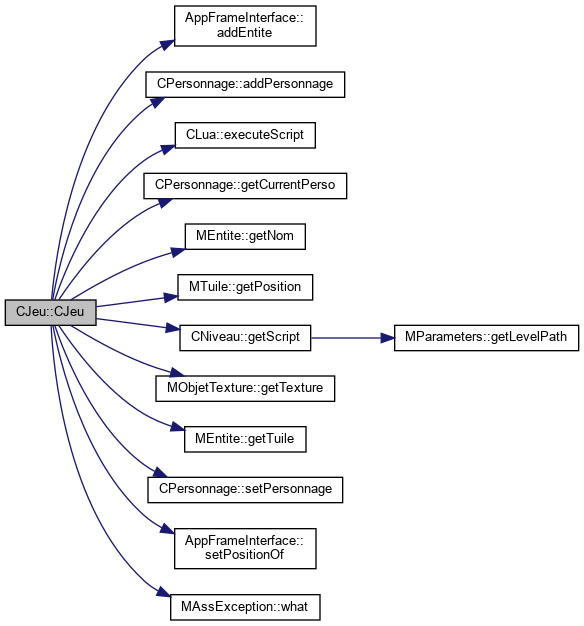 AppFrameInterface::
addEntite
CPersonnage::addPersonnage
CLua::executeScript
CPersonnage::getCurrentPerso
MEntite::getNom
MTuile::getPosition
CJeu::CJeu
CNiveau::getScript
MParameters::getLevelPath
MObjetTexture::getTexture
MEntite::getTuile
CPersonnage::setPersonnage
AppFrameInterface::
setPositionOf
MAssException::what